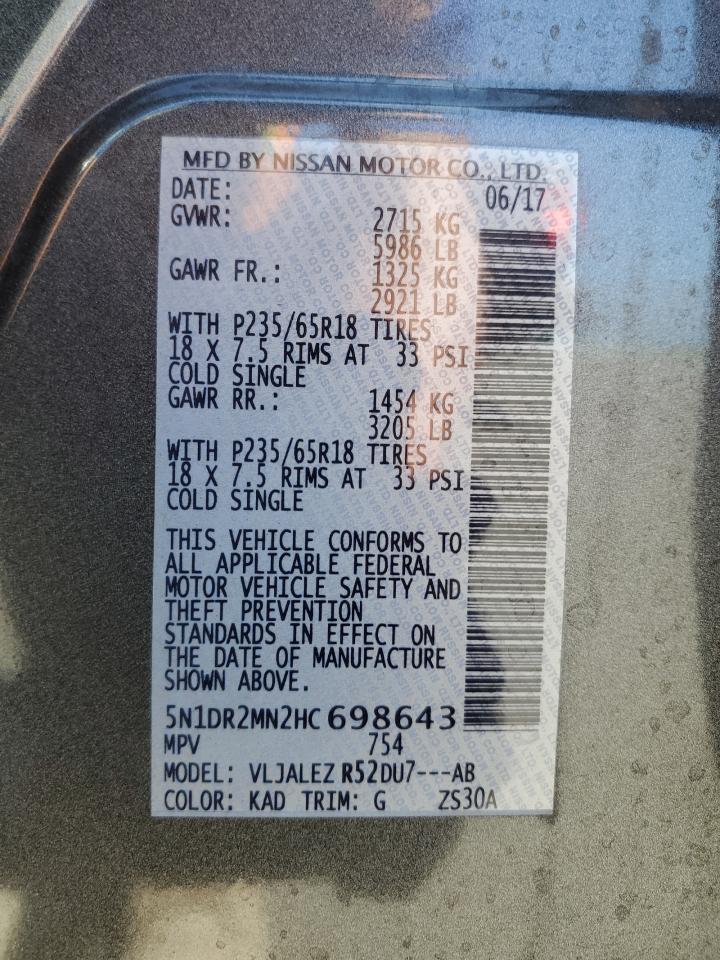 MFD BY NISSAN MOTOR CO., LTD.
DATE: 06/17
GVWR: 2715 KG
5986 LB
GAWR FR.: 1325 KG
2921 LB
WITH P235/65R18 TIRES
18 X 7.5 RIMS AT 33 PSI
COLD SINGLE
GAWR RR.: 1454 KG
3205 LB
WITH P235/65R18 TIRES
18 X 7.5 RIMS AT 33 PSI
COLD SINGLE
THIS VEHICLE CONFORMS TO
ALL APPLICABLE FEDERAL
MOTOR VEHICLE SAFETY AND
THEFT PREVENTION
STANDARDS IN EFFECT ON
THE DATE OF MANUFACTURE
SHOWN ABOVE.
5N1DR2MN2HC698643
MPV 754
MODEL: VLJALEZ R52DU7---AB
COLOR: KAD TRIM: G ZS30A